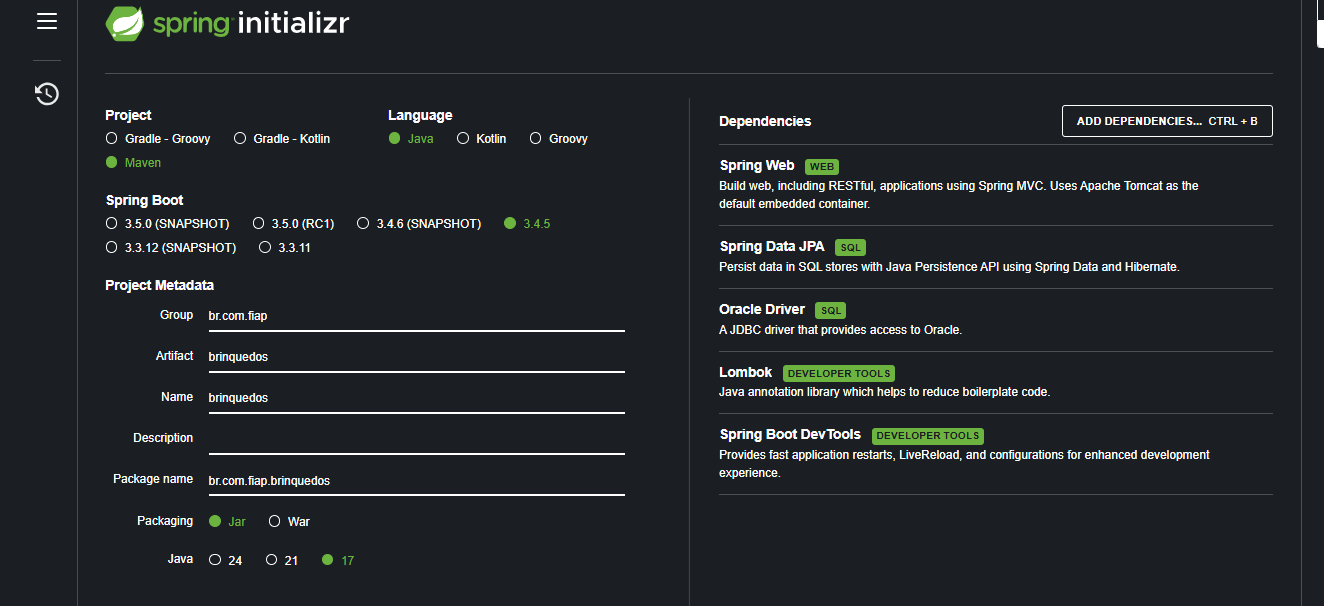 spring initializr
Project
Gradle - Groovy Gradle - Kotlin
Maven
Language
Java Kotlin Groovy
Spring Boot
3.5.0 (SNAPSHOT) 3.5.0 (RC1) 3.4.6 (SNAPSHOT) 3.4.5
3.3.12 (SNAPSHOT) 3.3.11
Project Metadata
Group br.com.fiap
Artifact brinquedos
Name brinquedos
Description
Package name br.com.fiap.brinquedos
Packaging Jar War
Java 24 21 17
Dependencies ADD DEPENDENCIES... CTRL + B
Spring Web WEB
Build web, including RESTful, applications using Spring MVC. Uses Apache Tomcat as the
default embedded container.
Spring Data JPA SQL
Persist data in SQL stores with Java Persistence API using Spring Data and Hibernate.
Oracle Driver SQL
A JDBC driver that provides access to Oracle.
Lombok DEVELOPER TOOLS
Java annotation library which helps to reduce boilerplate code.
Spring Boot DevTools DEVELOPER TOOLS
Provides fast application restarts, LiveReload, and configurations for enhanced development
experience.